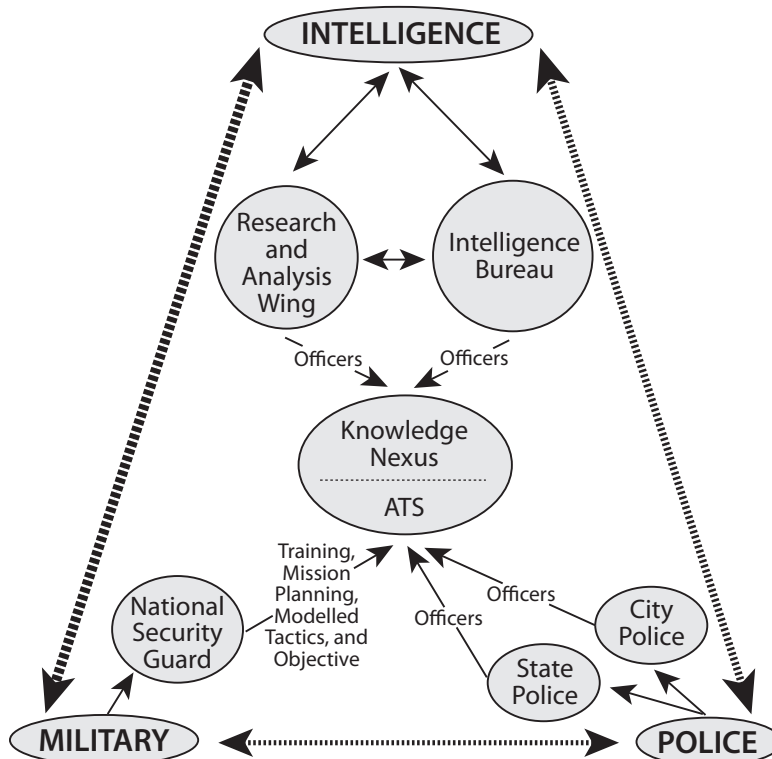 INTELLIGENCE
Research
and
Analysis
Wing
Intelligence
Bureau
Officers
Officers
Knowledge
Nexus
ATS
Training,
Mission
Planning,
Modelled
Tactics, and
Objective
National
Security
Guard
Officers
Officers
City
Police
State
Police
MILITARY
POLICE